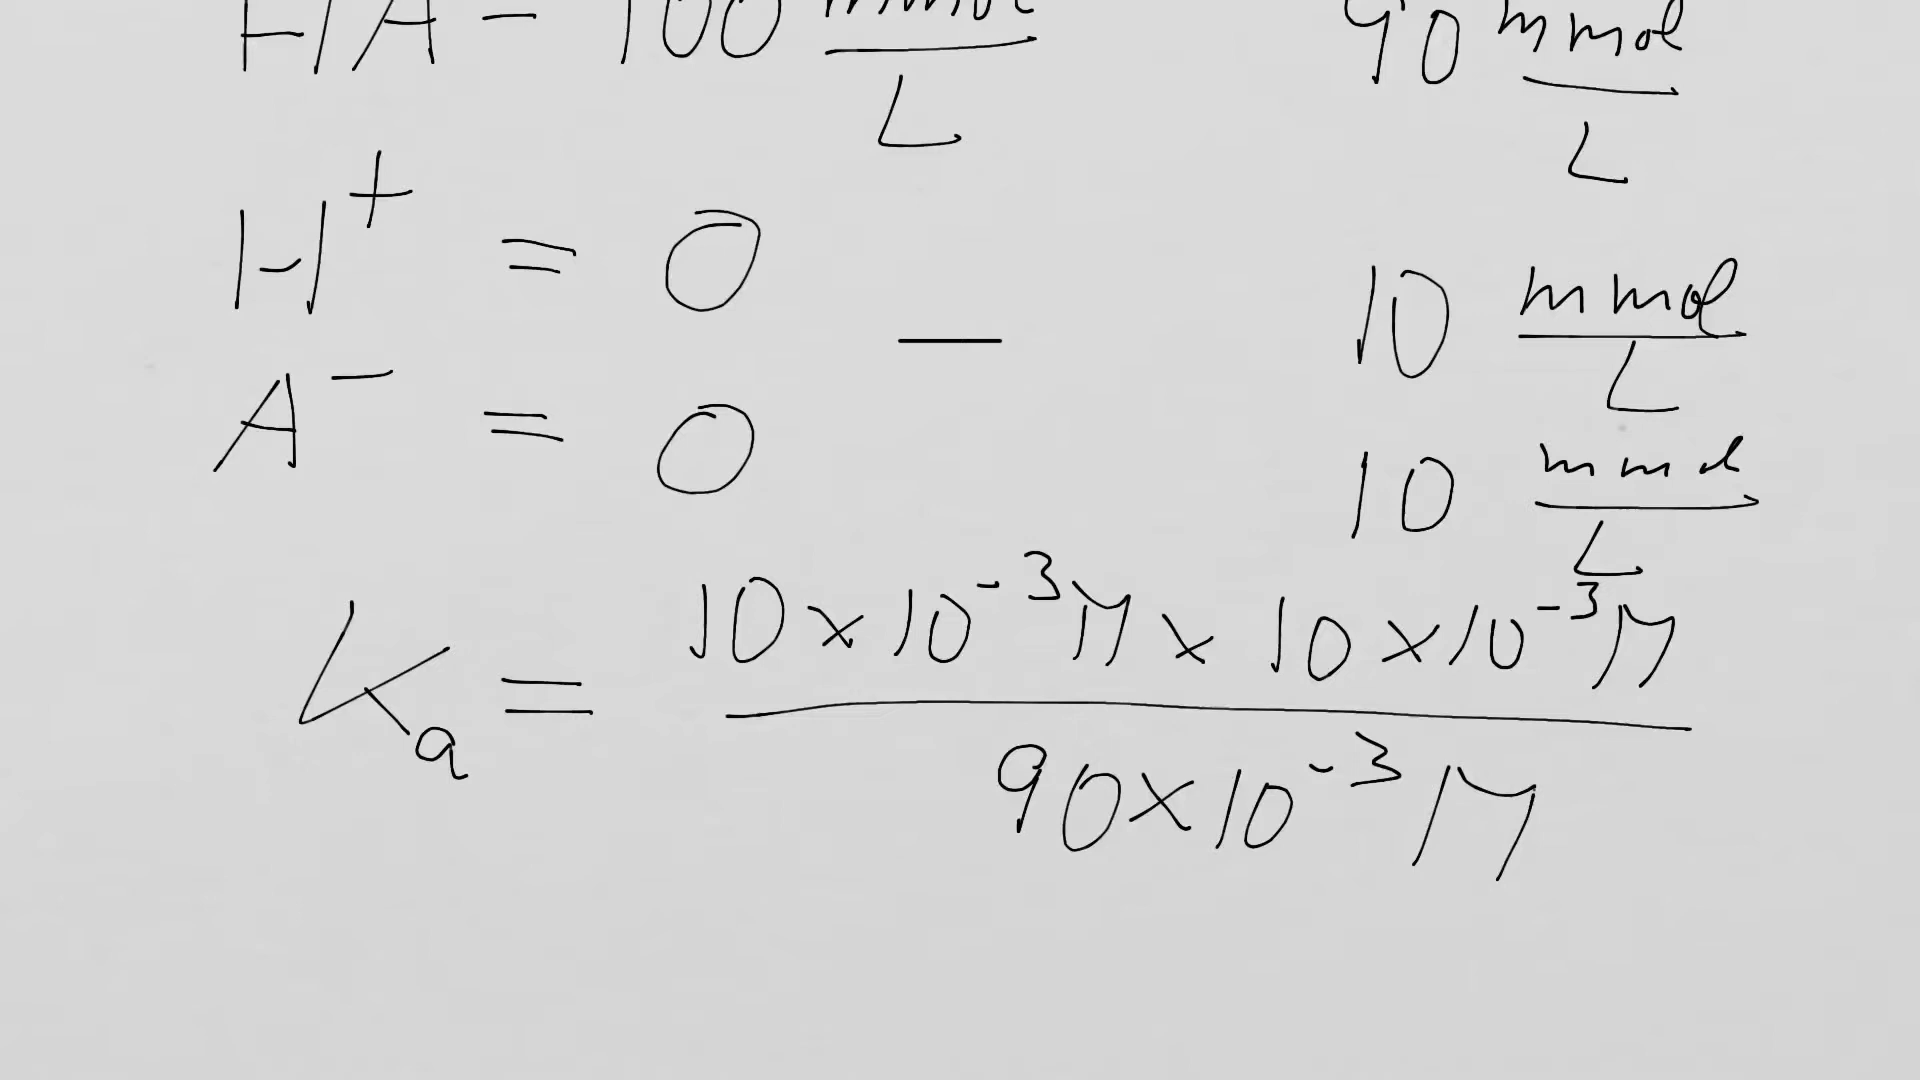 HA = 100 mmol/L 90 mmol/L
H⁺ = 0 10 mmol/L
A⁻ = 0 — 10 mmol/L
Kₐ = 10 × 10⁻³ M × 10 × 10⁻³ M
90 × 10⁻³ M